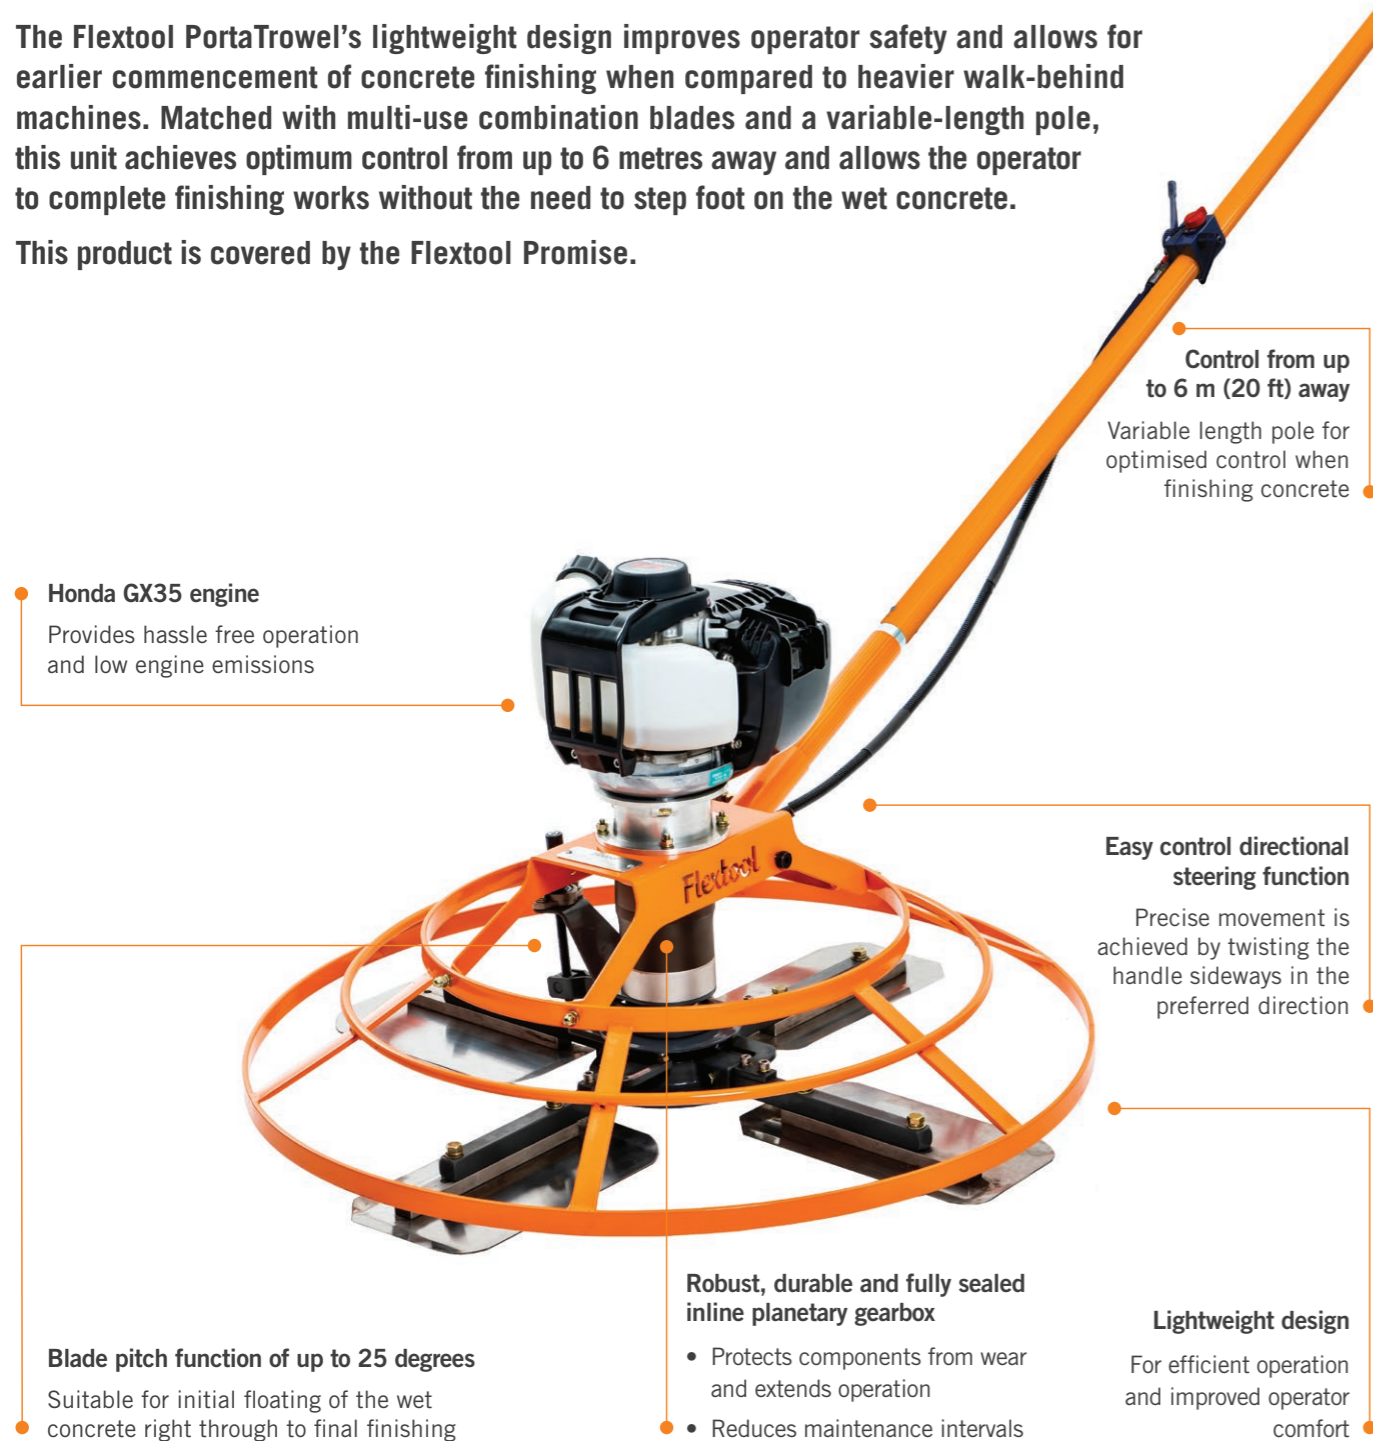 The Flextool PortaTrowel’s lightweight design improves operator safety and allows for
earlier commencement of concrete finishing when compared to heavier walk-behind
machines. Matched with multi-use combination blades and a variable-length pole,
this unit achieves optimum control from up to 6 metres away and allows the operator
to complete finishing works without the need to step foot on the wet concrete.
This product is covered by the Flextool Promise.
Control from up
to 6 m (20 ft) away
Variable length pole for
optimised control when
finishing concrete
Honda GX35 engine
Provides hassle free operation
and low engine emissions
Flextool
Easy control directional
steering function
Precise movement is
achieved by twisting the
handle sideways in the
preferred direction
Blade pitch function of up to 25 degrees
Suitable for initial floating of the wet
concrete right through to final finishing
Robust, durable and fully sealed
inline planetary gearbox
• Protects components from wear
and extends operation
• Reduces maintenance intervals
Lightweight design
For efficient operation
and improved operator
comfort